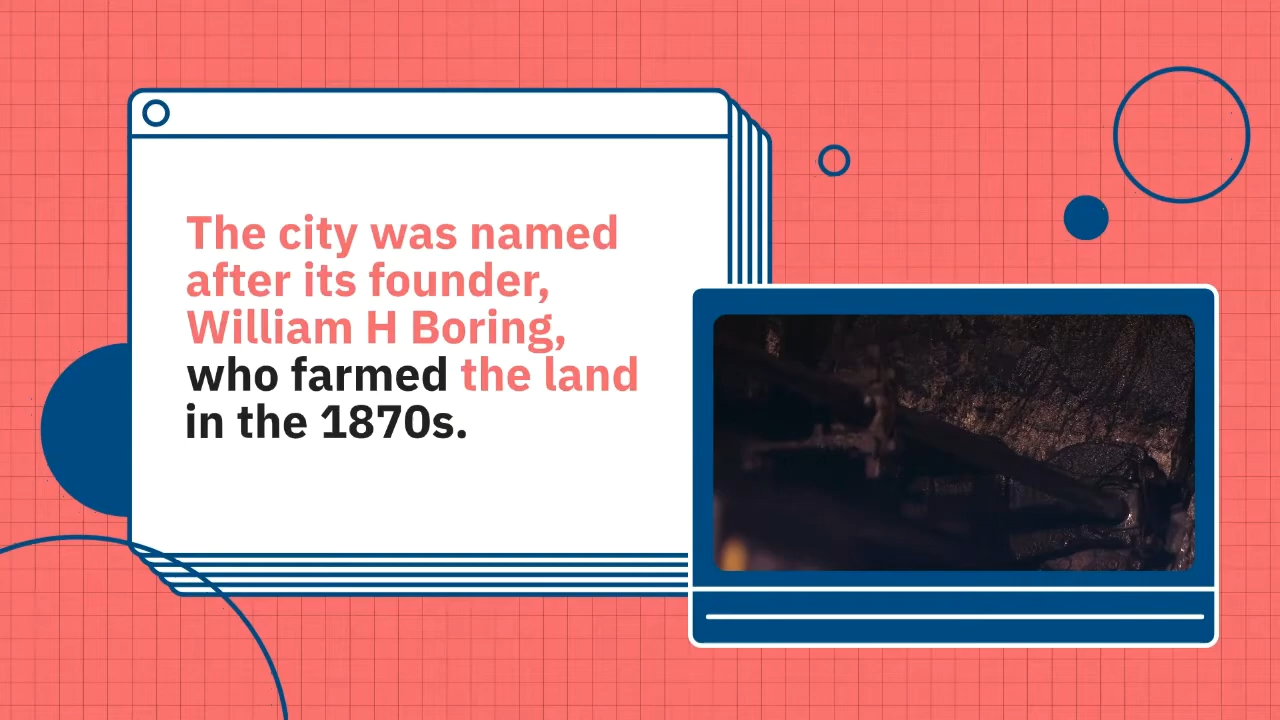 The city was named
after its founder,
William H Boring,
who farmed the land
in the 1870s.